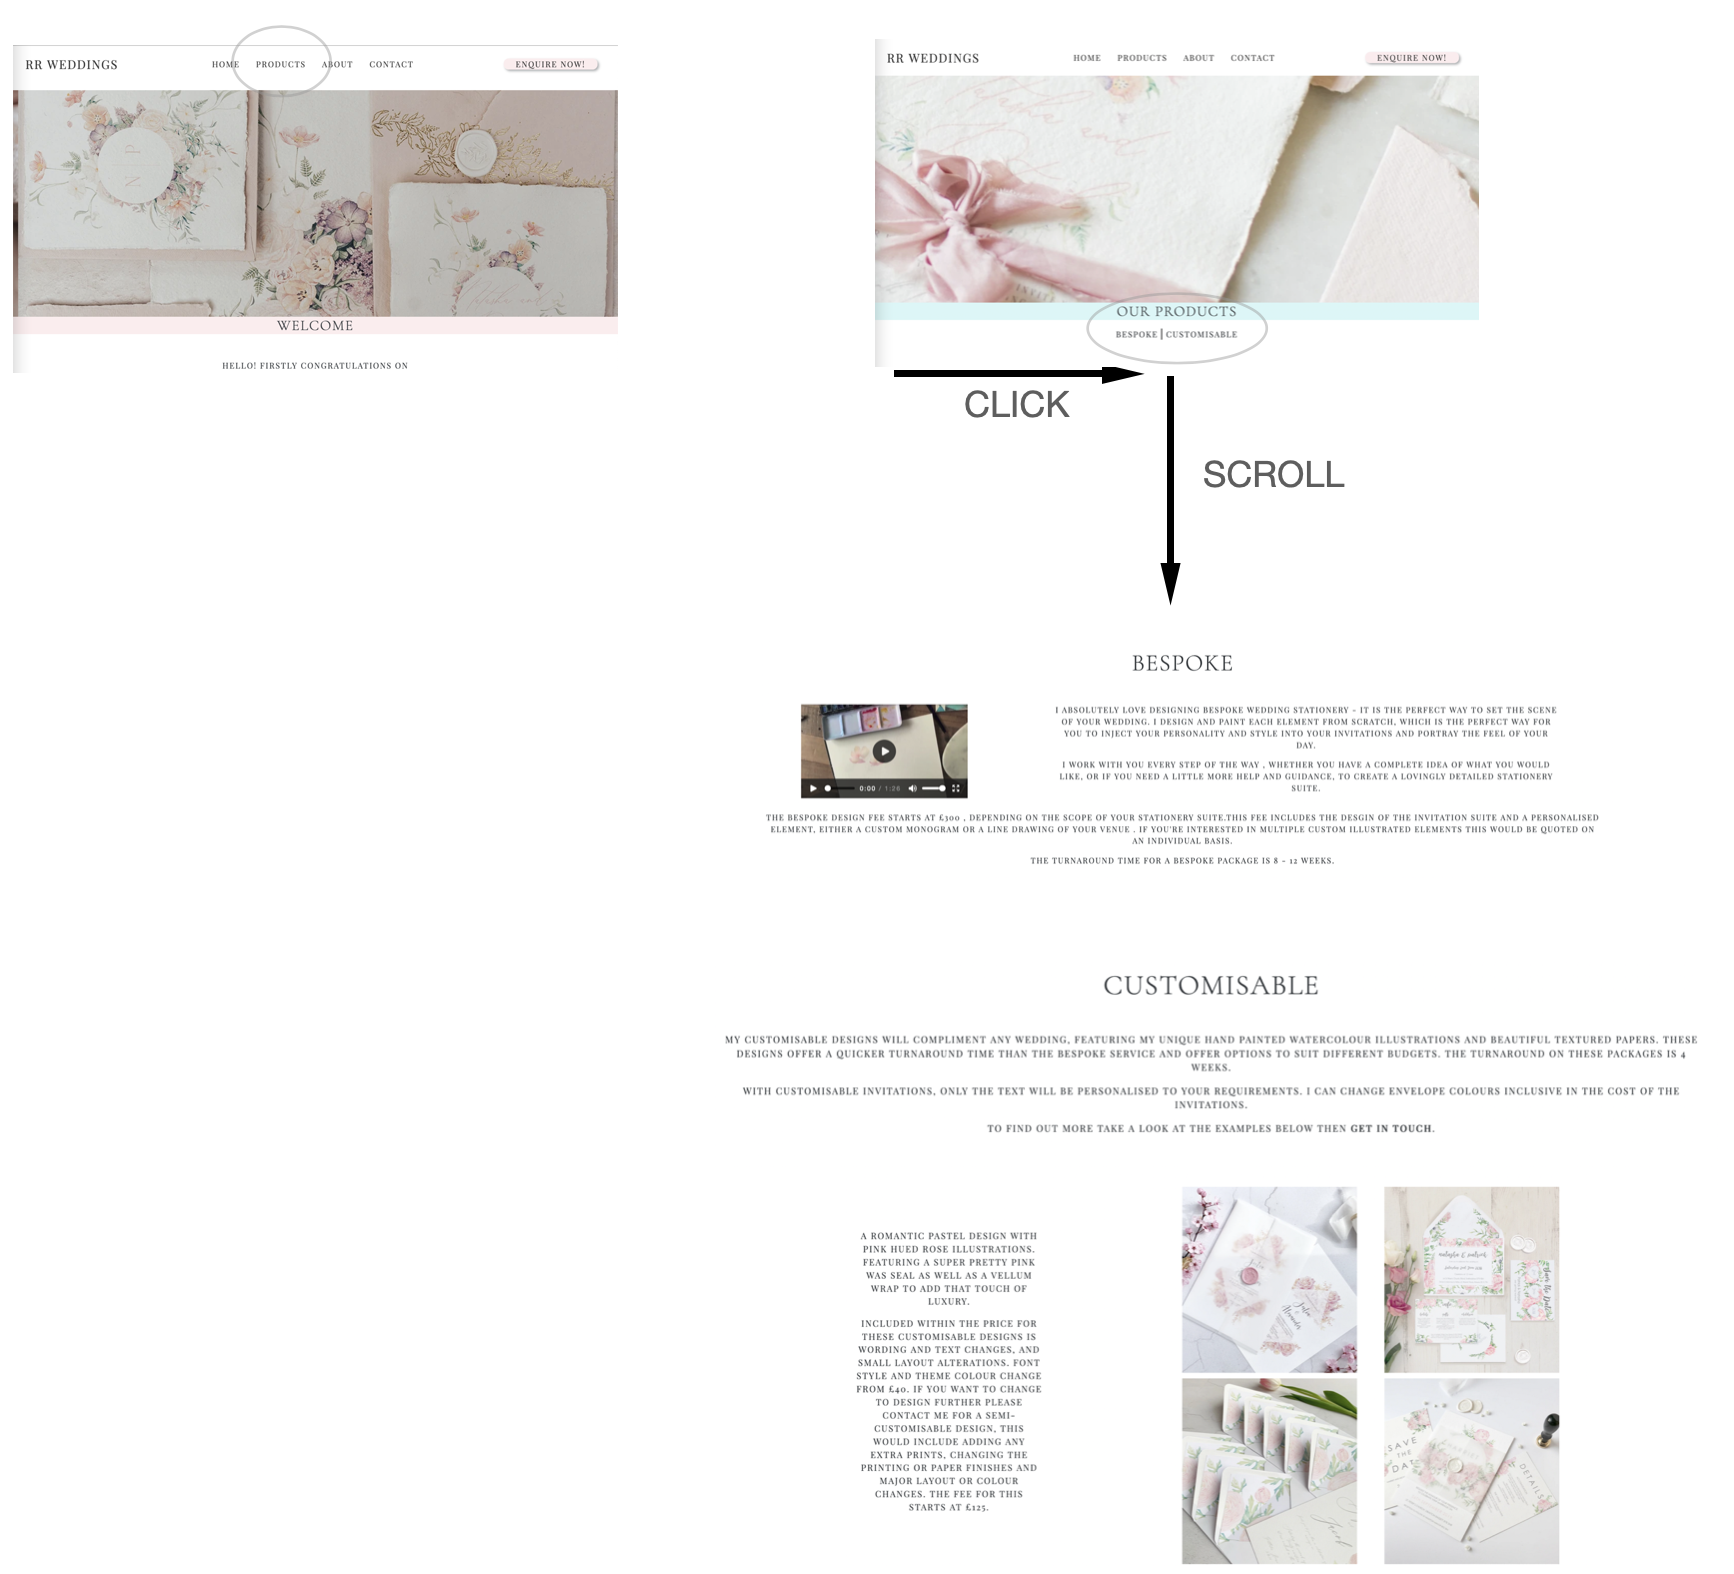 RR WEDDINGS
HOME PRODUCTS ABOUT CONTACT
ENQUIRE NOW!
N P
WELCOME
HELLO! FIRSTLY CONGRATULATIONS ON
RR WEDDINGS
HOME PRODUCTS ABOUT CONTACT
ENQUIRE NOW!
OUR PRODUCTS
BESPOKE | CUSTOMISABLE
CLICK
SCROLL
BESPOKE
0:00 / 1:26
I ABSOLUTELY LOVE DESIGNING BESPOKE WEDDING STATIONERY - IT IS THE PERFECT WAY TO SET THE SCENE
OF YOUR WEDDING. I DESIGN AND PAINT EACH ELEMENT FROM SCRATCH, WHICH IS THE PERFECT WAY FOR
YOU TO INJECT YOUR PERSONALITY AND STYLE INTO YOUR INVITATIONS AND PORTRAY THE FEEL OF YOUR
DAY.
I WORK WITH YOU EVERY STEP OF THE WAY , WHETHER YOU HAVE A COMPLETE IDEA OF WHAT YOU WOULD
LIKE, OR IF YOU NEED A LITTLE MORE HELP AND GUIDANCE, TO CREATE A LOVINGLY DETAILED STATIONERY
SUITE.
THE BESPOKE DESIGN FEE STARTS AT £300 , DEPENDING ON THE SCOPE OF YOUR STATIONERY SUITE.THIS FEE INCLUDES THE DESGIN OF THE INVITATION SUITE AND A PERSONALISED
ELEMENT, EITHER A CUSTOM MONOGRAM OR A LINE DRAWING OF YOUR VENUE . IF YOU'RE INTERESTED IN MULTIPLE CUSTOM ILLUSTRATED ELEMENTS THIS WOULD BE QUOTED ON
AN INDIVIDUAL BASIS.
THE TURNAROUND TIME FOR A BESPOKE PACKAGE IS 8 - 12 WEEKS.
CUSTOMISABLE
MY CUSTOMISABLE DESIGNS WILL COMPLIMENT ANY WEDDING, FEATURING MY UNIQUE HAND PAINTED WATERCOLOUR ILLUSTRATIONS AND BEAUTIFUL TEXTURED PAPERS. THESE
DESIGNS OFFER A QUICKER TURNAROUND TIME THAN THE BESPOKE SERVICE AND OFFER OPTIONS TO SUIT DIFFERENT BUDGETS. THE TURNAROUND ON THESE PACKAGES IS 4
WEEKS.
WITH CUSTOMISABLE INVITATIONS, ONLY THE TEXT WILL BE PERSONALISED TO YOUR REQUIREMENTS. I CAN CHANGE ENVELOPE COLOURS INCLUSIVE IN THE COST OF THE
INVITATIONS.
TO FIND OUT MORE TAKE A LOOK AT THE EXAMPLES BELOW THEN GET IN TOUCH.
A ROMANTIC PASTEL DESIGN WITH
PINK HUED ROSE ILLUSTRATIONS.
FEATURING A SUPER PRETTY PINK
WAS SEAL AS WELL AS A VELLUM
WRAP TO ADD THAT TOUCH OF
LUXURY.
INCLUDED WITHIN THE PRICE FOR
THESE CUSTOMISABLE DESIGNS IS
WORDING AND TEXT CHANGES, AND
SMALL LAYOUT ALTERATIONS. FONT
STYLE AND THEME COLOUR CHANGE
FROM £40. IF YOU WANT TO CHANGE
TO DESIGN FURTHER PLEASE
CONTACT ME FOR A SEMI-
CUSTOMISABLE DESIGN, THIS
WOULD INCLUDE ADDING ANY
EXTRA PRINTS, CHANGING THE
PRINTING OR PAPER FINISHES AND
MAJOR LAYOUT OR COLOUR
CHANGES. THE FEE FOR THIS
STARTS AT £125.
Save the Date
SAVE
THE
DA
DETAILS